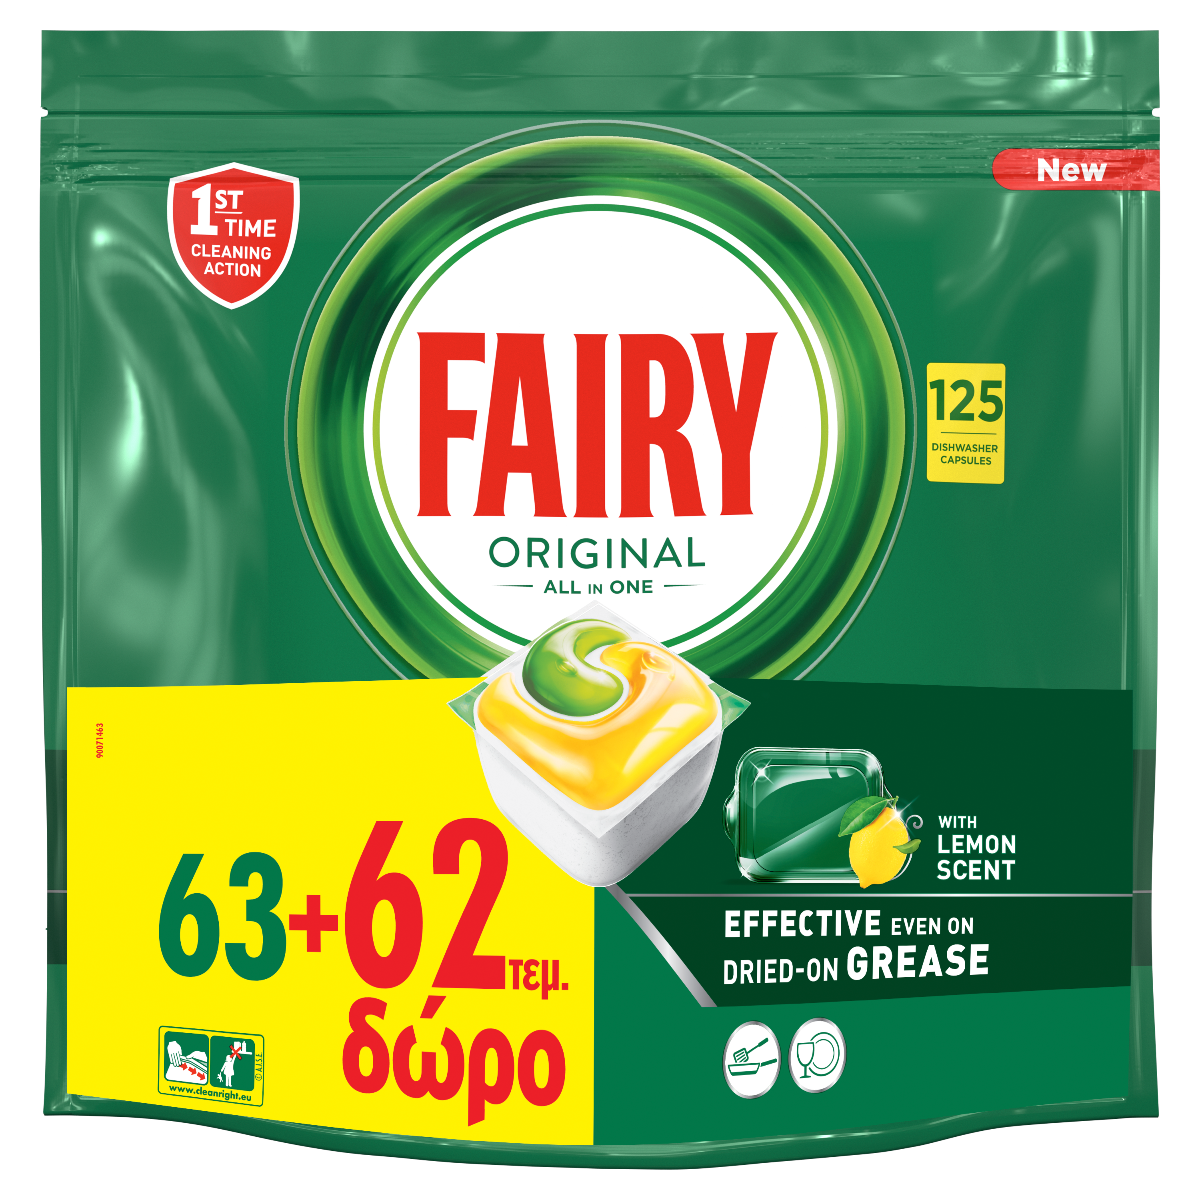 1ST
TIME
CLEANING
ACTION
New
FAIRY
ORIGINAL
ALL IN ONE
125
DISHWASHER
CAPSULES
90071463
63+62 τεμ.
δώρο
WITH
LEMON
SCENT
EFFECTIVE EVEN ON
DRIED-ON GREASE
www.cleanright.eu
© A.I.S.E.